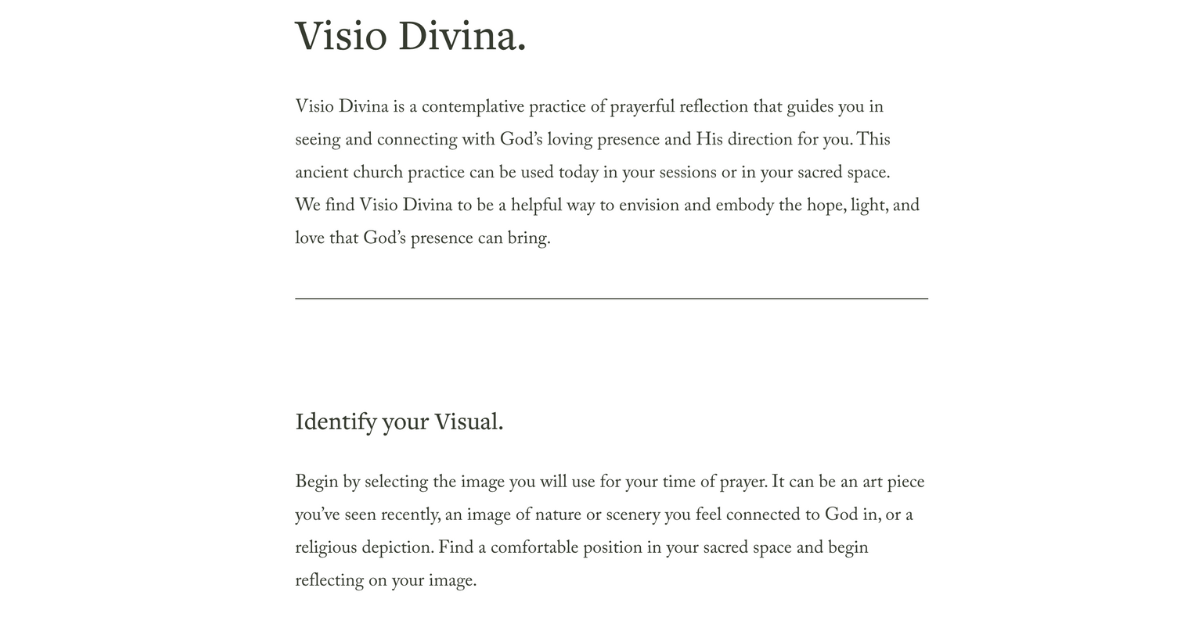 Visio Divina.
Visio Divina is a contemplative practice of prayerful reflection that guides you in
seeing and connecting with God’s loving presence and His direction for you. This
ancient church practice can be used today in your sessions or in your sacred space.
We find Visio Divina to be a helpful way to envision and embody the hope, light, and
love that God’s presence can bring.
Identify your Visual.
Begin by selecting the image you will use for your time of prayer. It can be an art piece
you’ve seen recently, an image of nature or scenery you feel connected to God in, or a
religious depiction. Find a comfortable position in your sacred space and begin
reflecting on your image.